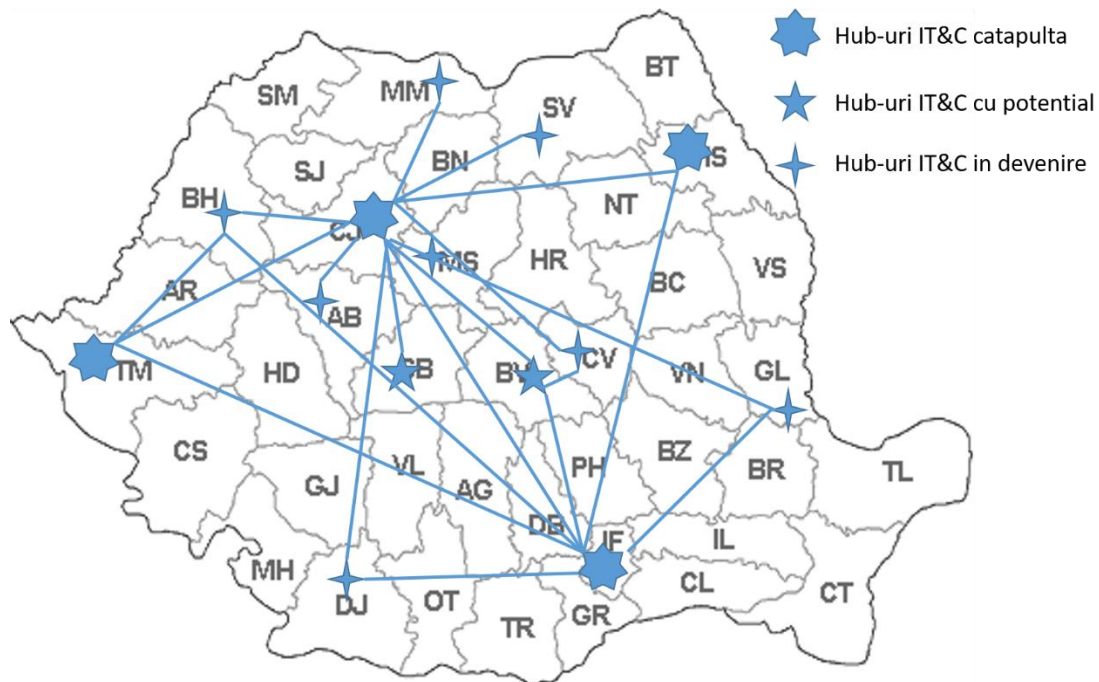 Hub-uri IT&C catapulta
BT
SM
MM
SV
Hub-uri IT&C cu potential
BN
IS
Hub-uri IT&C in devenire
SJ
BH
NT
CJ
MS
HR
BC
VS
AR
AB
TM
HD
SB
BV
CV
VN
GL
CS
VL
PH
BZ
BR
TL
GJ
AG
DB
IF
IL
MH
DJ
OT
CL
CT
TR
GR